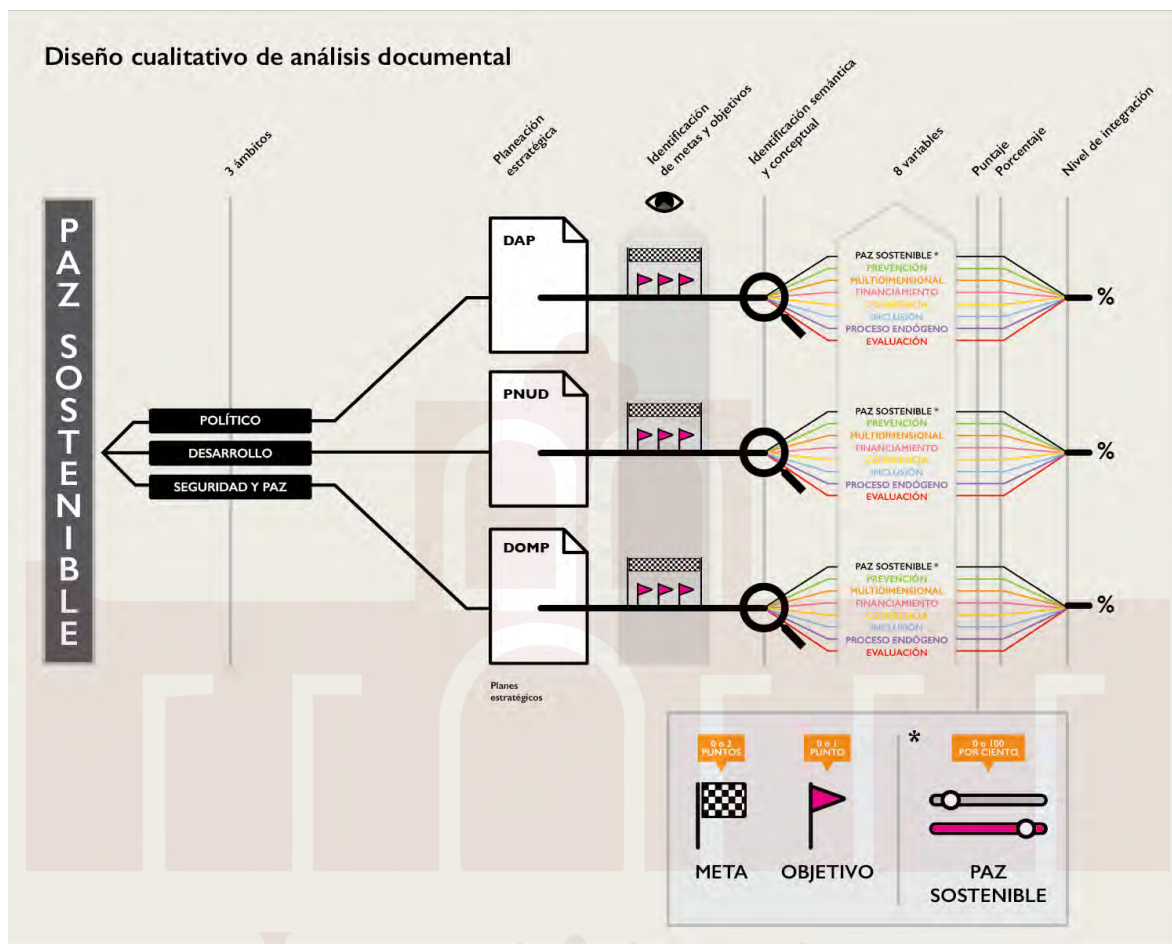 Diseño cualitativo de análisis documental
3 ámbitos
Planeación
estratégica
Identificación
de metas y objetivos
Identificación semántica
y conceptual
8 variables
Puntaje
Porcentaje
Nivel de integración
PAZ SOSTENIBLE
POLÍTICO
DESARROLLO
SEGURIDAD Y PAZ
DAP
PAZ SOSTENIBLE *
PREVENCIÓN
MULTIDIMENSIONAL
FINANCIAMIENTO
COHERENCIA
INCLUSIÓN
PROCESO ENDÓGENO
EVALUACIÓN
%
PNUD
PAZ SOSTENIBLE *
PREVENCIÓN
MULTIDIMENSIONAL
FINANCIAMIENTO
COHERENCIA
INCLUSIÓN
PROCESO ENDÓGENO
EVALUACIÓN
%
DOMP
PAZ SOSTENIBLE *
PREVENCIÓN
MULTIDIMENSIONAL
FINANCIAMIENTO
COHERENCIA
INCLUSIÓN
PROCESO ENDÓGENO
EVALUACIÓN
%
Planes
estratégicos
0 o 2
PUNTOS
META
0 o 1
PUNTO
OBJETIVO
*
0 o 100
POR CIENTO
PAZ
SOSTENIBLE